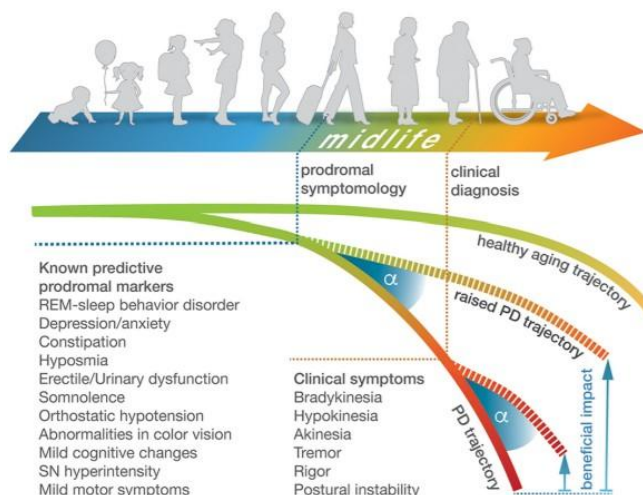 midlife
prodromal
symptomology
clinical
diagnosis
healthy aging trajectory
α
raised PD trajectory
Known predictive
prodromal markers
REM-sleep behavior disorder
Depression/anxiety
Constipation
Hyposmia
Erectile/Urinary dysfunction
Somnolence
Orthostatic hypotension
Abnormalities in color vision
Mild cognitive changes
SN hyperintensity
Mild motor symptoms
Clinical symptoms
Bradykinesia
Hypokinesia
Akinesia
Tremor
Rigor
Postural instability
PD trajectory
α
beneficial impact